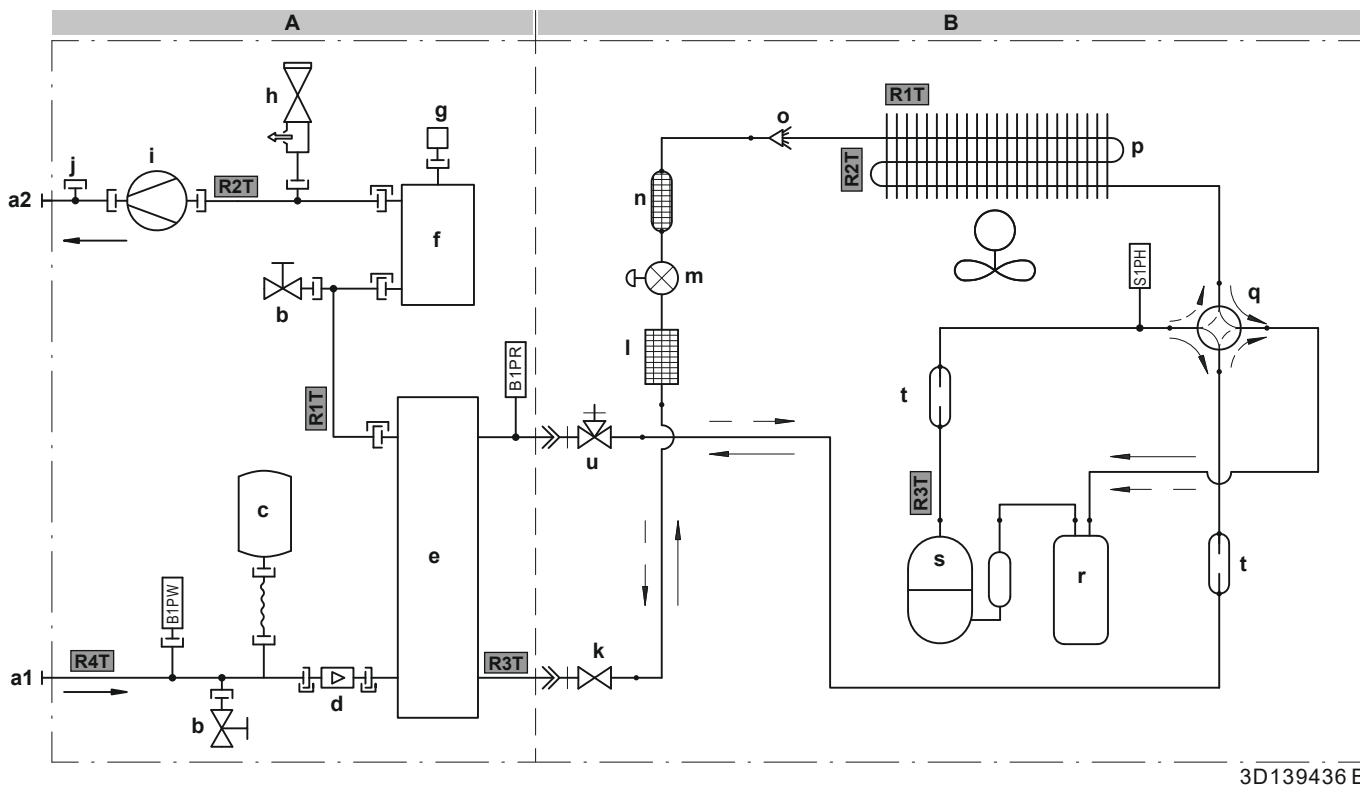 A B
h
g
R1T
o
j
i
R2T
R2T
p
a2
n
f
S1PH
q
m
b
l
B1PR
t
R1T
u
R3T
c
e
s
r
t
B1PW
k
R4T
R3T
a1
d
b
3D139436 E